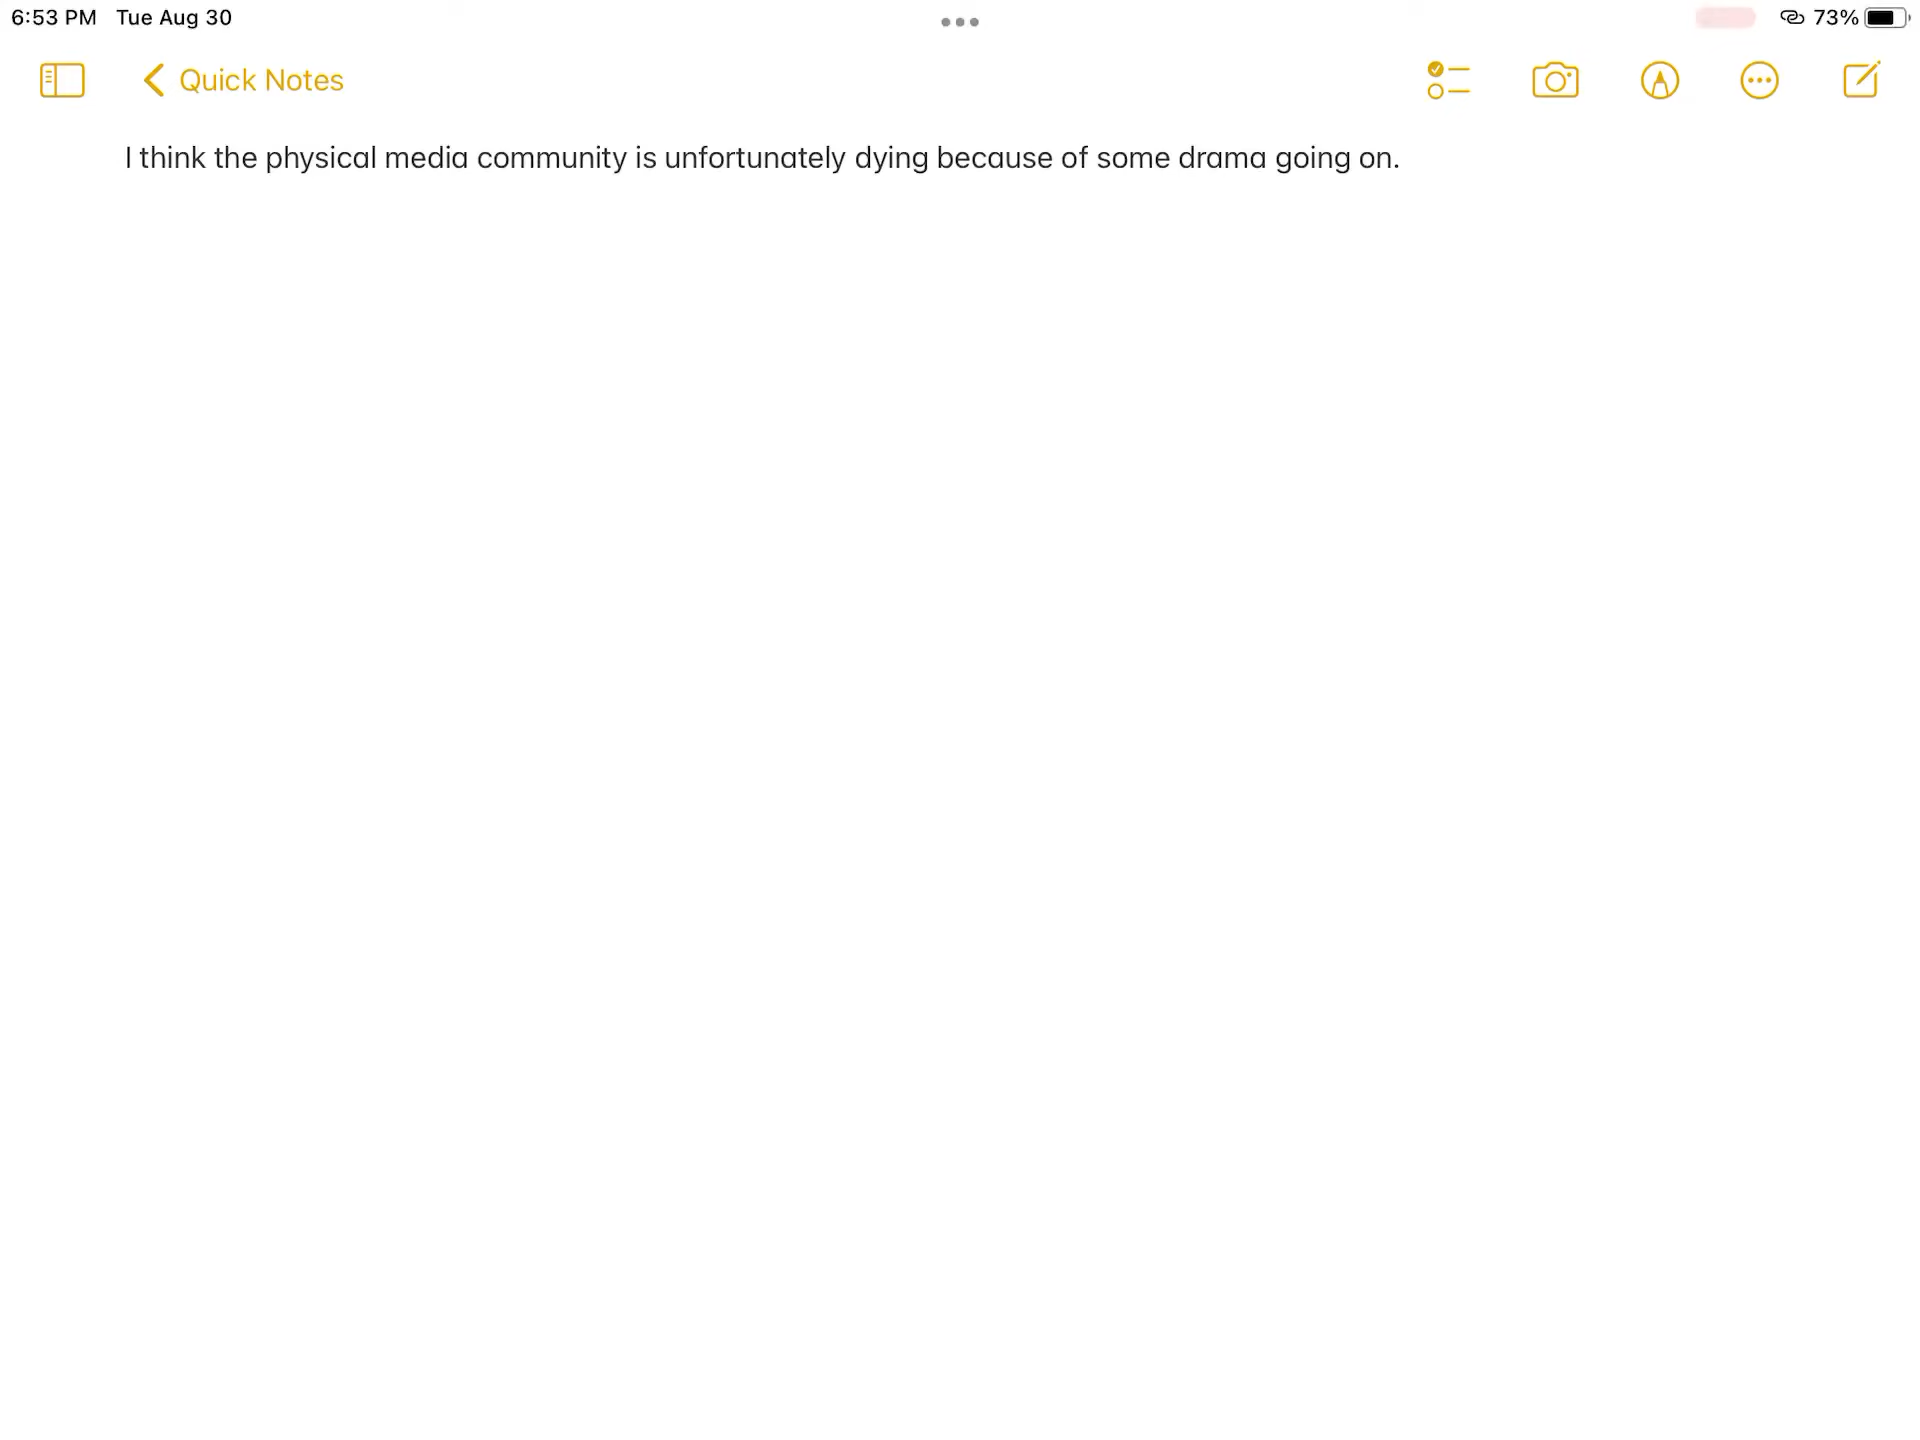 6:53 PM Tue Aug 30
73%
Quick Notes
I think the physical media community is unfortunately dying because of some drama going on.